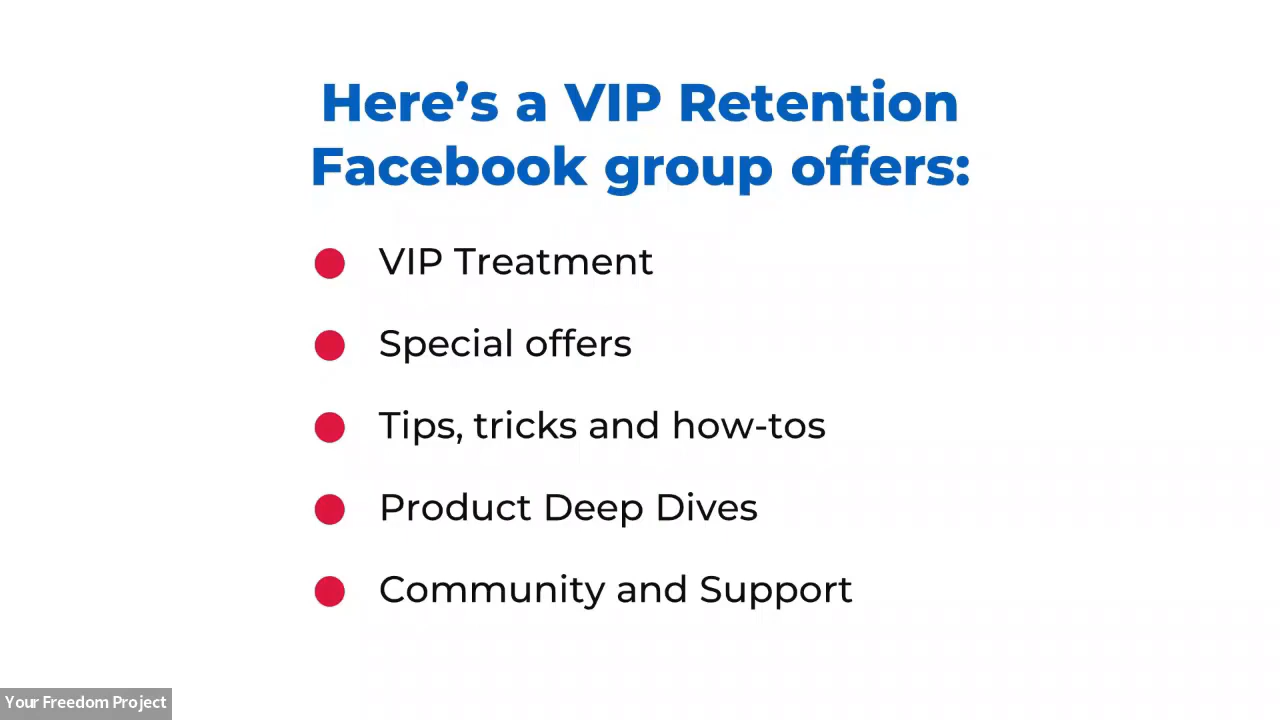 Here’s a VIP Retention
Facebook group offers:
VIP Treatment
Special offers
Tips, tricks and how-tos
Product Deep Dives
Community and Support
Your Freedom Project